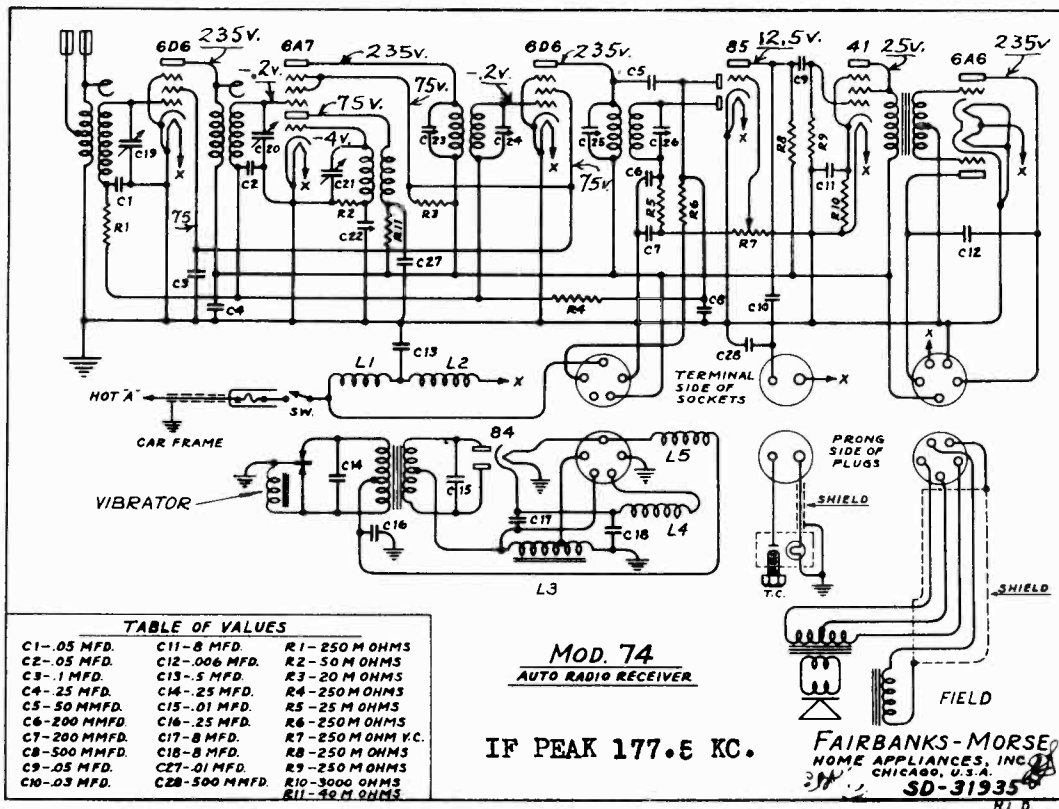 6D6 235V. 6A7 235V. 6D6 235V. 85 12,5V. 41 25V. 6A6 235V
-.2V. 75V. -.2V. C5 C9
75V. -4V.
C19 C20 C21 C23 C24 C25 C26 R8 R9
C1 C2 R2 R3 C6 C11
R1 75 C22 R11 75V. R5 R6 R10
C27 C7 R7 C12
C3 C4 R4 C8 C10
C13 C28
L1 L2 X
TERMINAL
SIDE OF
SOCKETS
X
X
HOT "A" SW.
CAR FRAME
84 L5
PRONG
SIDE OF
PLUGS
VIBRATOR
C14 C15 C16 C17 C18 L4
SHIELD
L3
T.C.
SHIELD
FIELD
TABLE OF VALUES
C1-.05 MFD. C11-8 MFD. R1-250 M OHMS
C2-.05 MFD. C12-.006 MFD. R2-50 M OHMS
C3-.1 MFD. C13-.5 MFD. R3-20 M OHMS
C4-.25 MFD. C14-.25 MFD. R4-250 M OHMS
C5-50 MMFD. C15-.01 MFD. R5-25 M OHMS
C6-200 MMFD. C16-.25 MFD. R6-250 M OHMS
C7-200 MMFD. C17-8 MFD. R7-250 M OHM V.C.
C8-500 MMFD. C18-8 MFD. R8-250 M OHMS
C9-.05 MFD. C27-.01 MFD. R9-250 M OHMS
C10-.03 MFD. C28-500 MMFD. R10-3000 OHMS
R11-40 M OHMS
MOD. 74
AUTO RADIO RECEIVER
IF PEAK 177.5 KC.
FAIRBANKS-MORSE
HOME APPLIANCES, INC.
CHICAGO, U.S.A.
SD-31935
H.L.D.